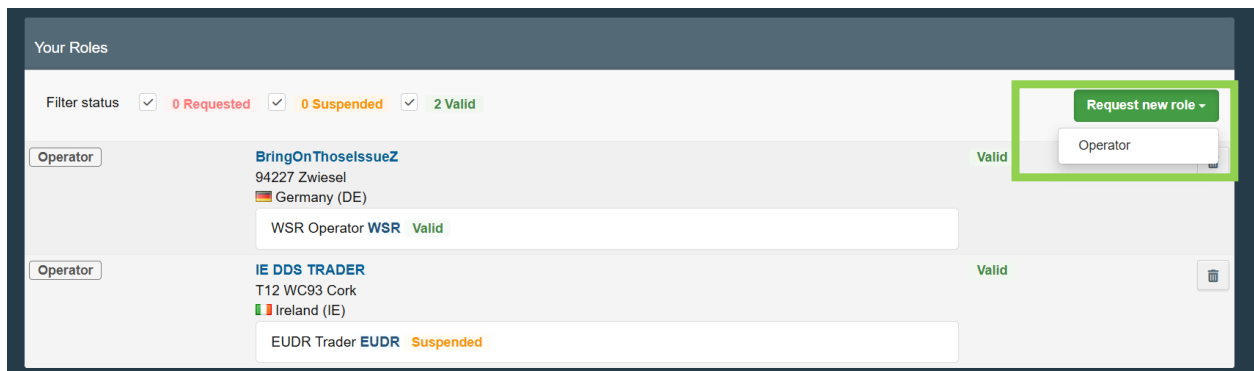 Your Roles
Filter status 0 Requested 0 Suspended 2 Valid
Request new role
Operator
Operator
BringOnThoseIssueZ
Valid
94227 Zwiesel
Germany (DE)
WSR Operator WSR Valid
Operator
IE DDS TRADER
Valid
T12 WC93 Cork
Ireland (IE)
EUDR Trader EUDR Suspended